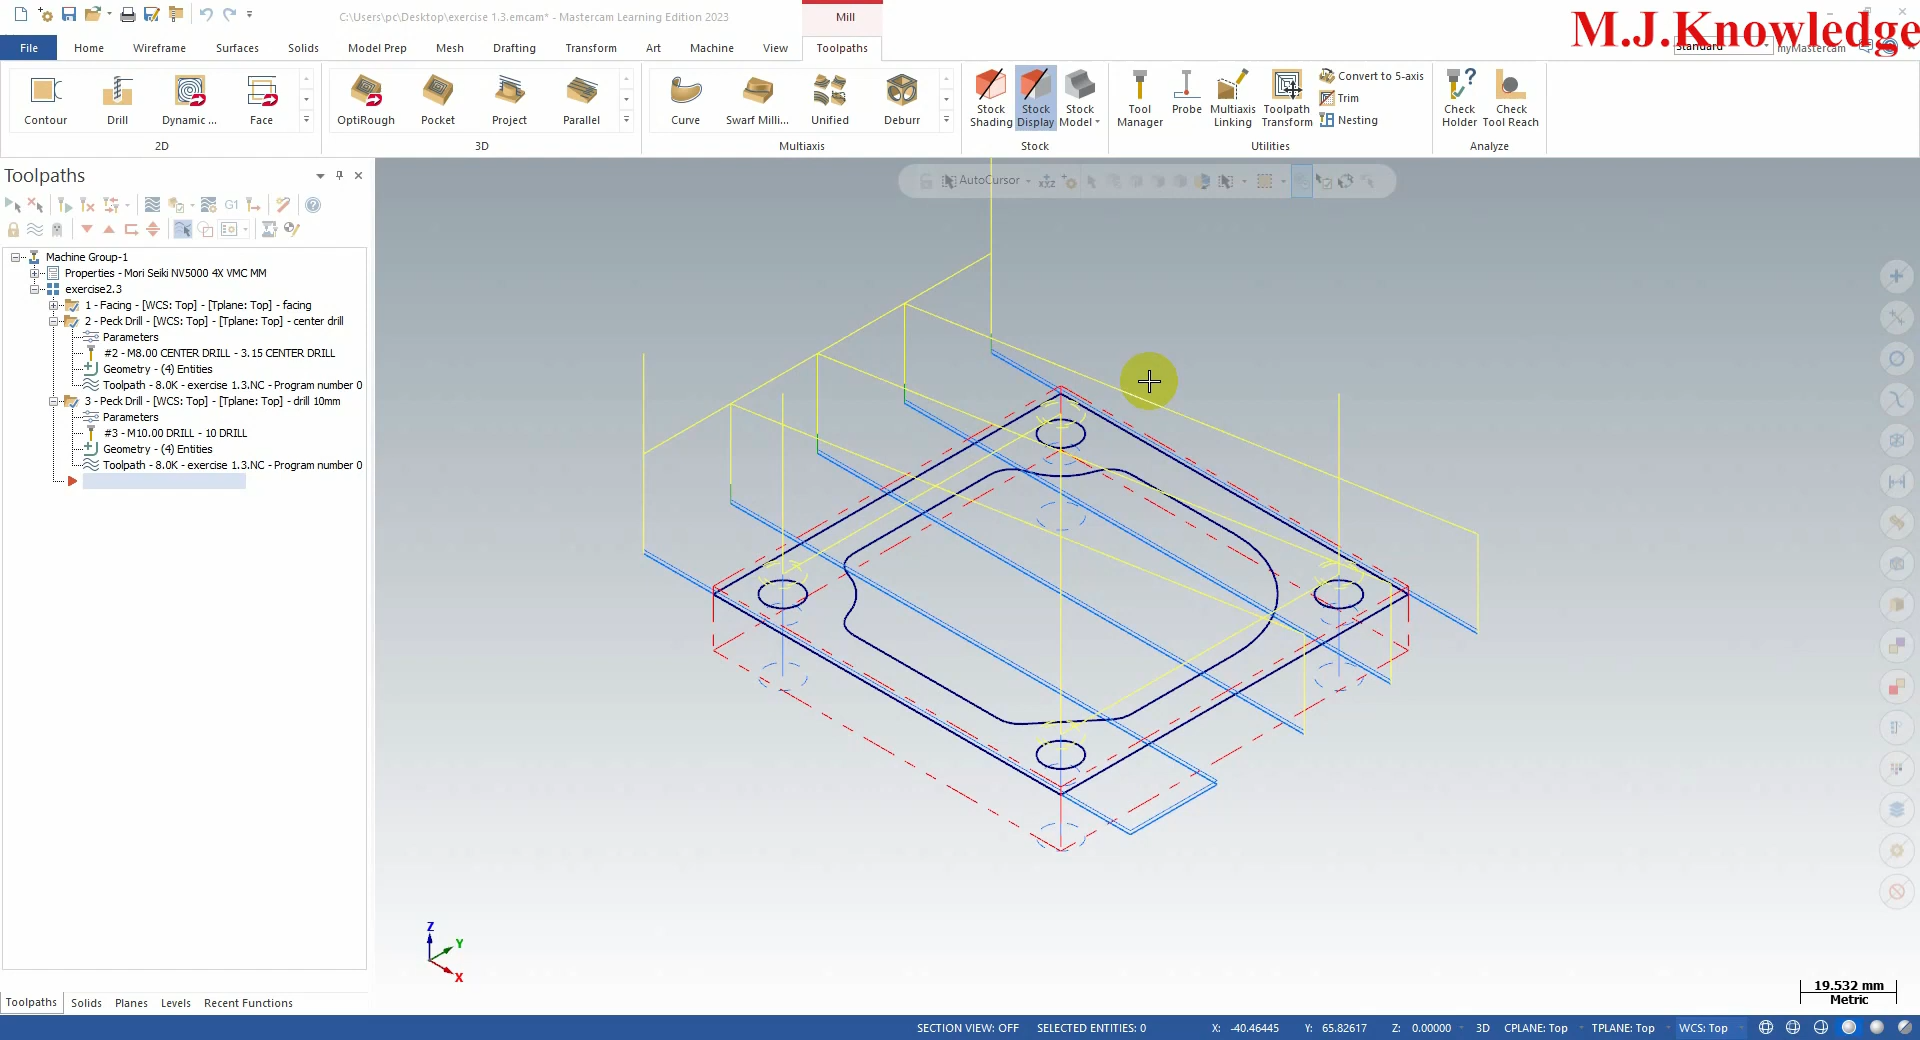 C:\Users\pc\Desktop\exercise 1.3.emcam* - Mastercam Learning Edition 2023
Mill
M.J.Knowledge
File Home Wireframe Surfaces Solids Model Prep Mesh Drafting Transform Art Machine View Toolpaths
Standard
myMastercam
Contour Drill Dynamic ... Face
OptiRough Pocket Project Parallel
Curve Swarf Milli... Unified Deburr
Stock Shading Stock Display Stock Model
Tool Manager Probe Multiaxis Linking Toolpath Transform
Convert to 5-axis
Trim
Nesting
Check Holder Check Tool Reach
2D 3D Multiaxis Stock Utilities Analyze
Toolpaths
AutoCursor
G1
Machine Group-1
Properties - Mori Seiki NV5000 4X VMC MM
exercise2.3
1 - Facing - [WCS: Top] - [Tplane: Top] - facing
2 - Peck Drill - [WCS: Top] - [Tplane: Top] - center drill
Parameters
#2 - M8.00 CENTER DRILL - 3.15 CENTER DRILL
Geometry - (4) Entities
Toolpath - 8.0K - exercise 1.3.NC - Program number 0
3 - Peck Drill - [WCS: Top] - [Tplane: Top] - drill 10mm
Parameters
#3 - M10.00 DRILL - 10 DRILL
Geometry - (4) Entities
Toolpath - 8.0K - exercise 1.3.NC - Program number 0
Z
Y
X
19.532 mm
Metric
Toolpaths Solids Planes Levels Recent Functions
SECTION VIEW: OFF SELECTED ENTITIES: 0 X: -40.46445 Y: 65.82617 Z: 0.00000 3D CPLANE: Top TPLANE: Top WCS: Top